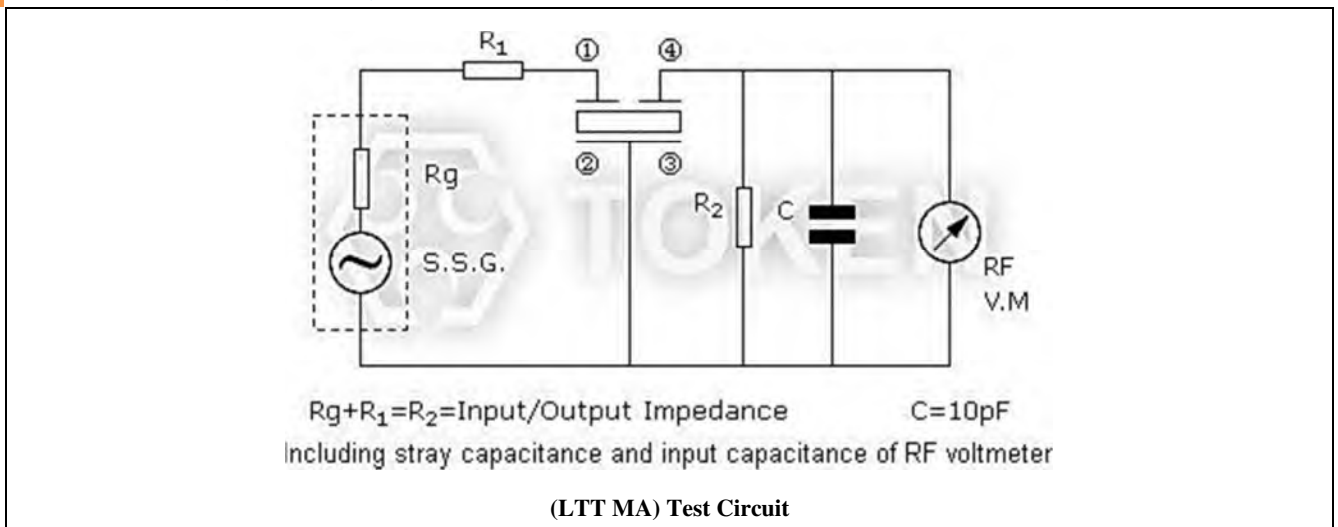 R₁
① ④
② ③
Rg
S.S.G.
TOKEN
R₂
C
RF
V.M
Rg+R₁=R₂=Input/Output Impedance C=10pF
Including stray capacitance and input capacitance of RF voltmeter
(LTT MA) Test Circuit